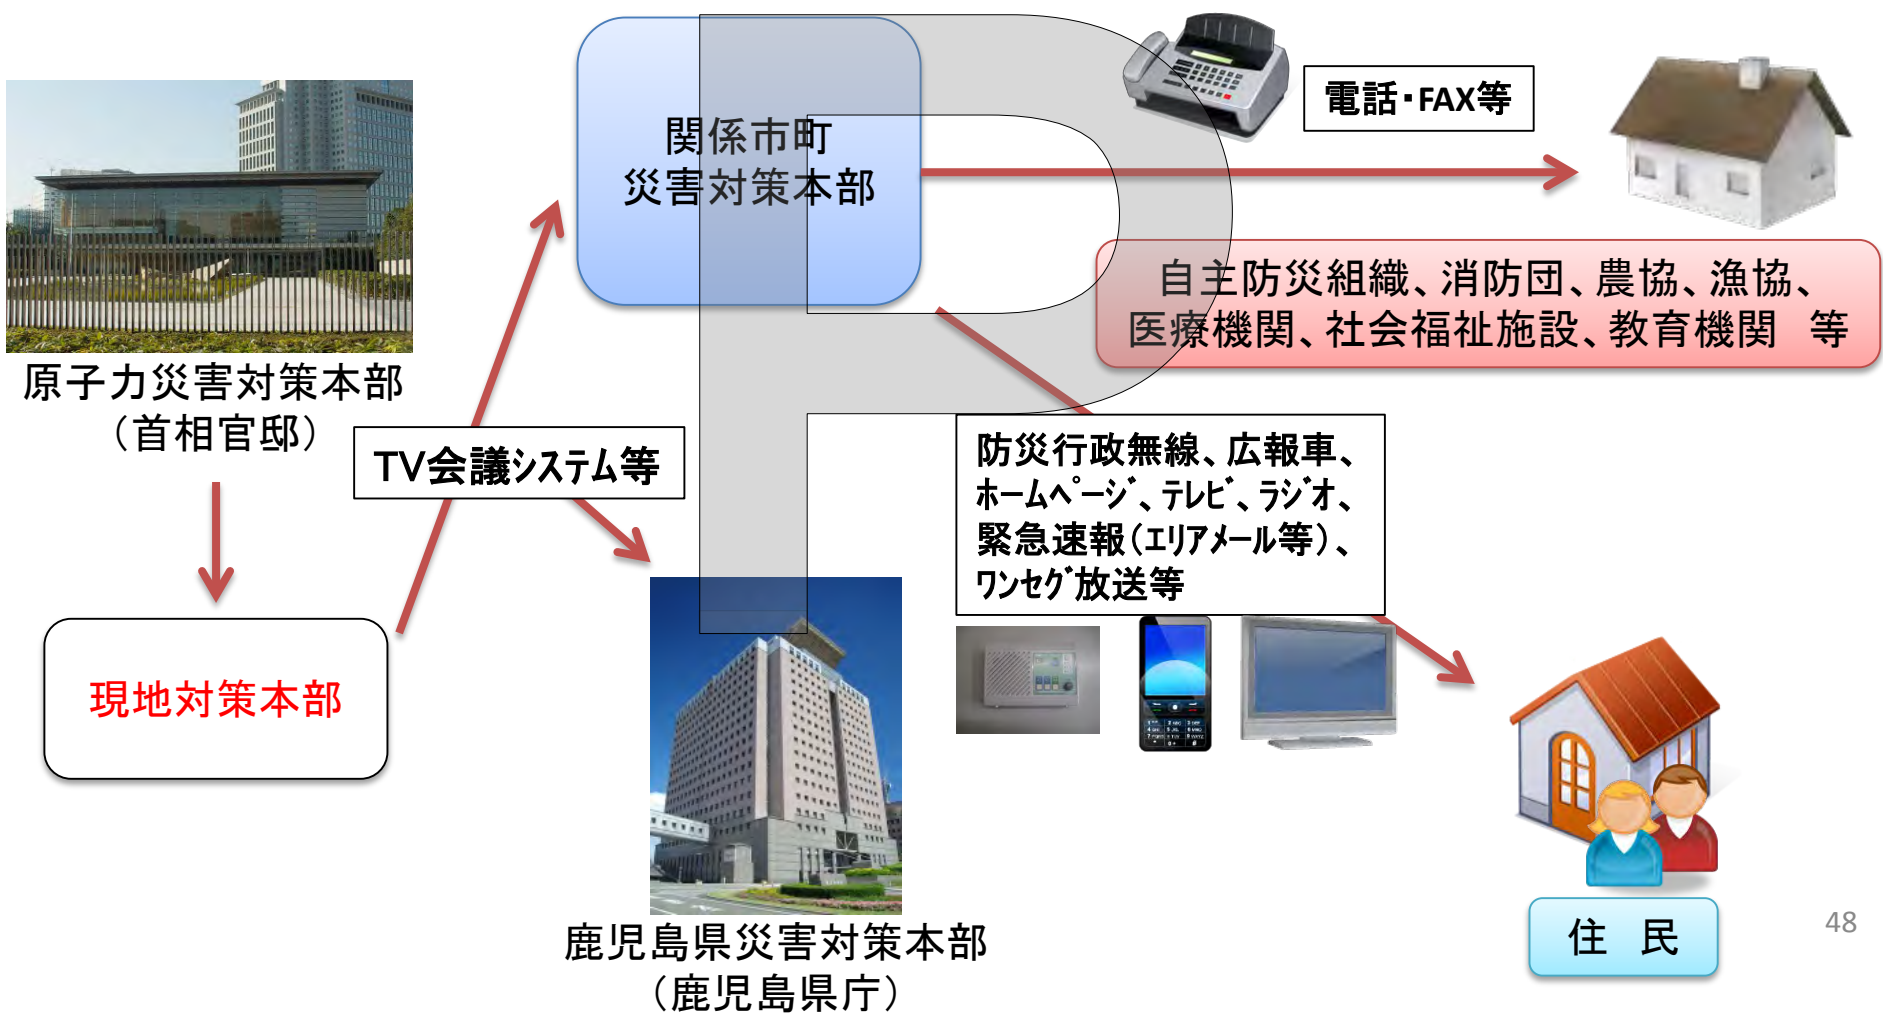 関係市町
災害対策本部
電話・FAX等
自主防災組織、消防団、農協、漁協、
医療機関、社会福祉施設、教育機関　等
原子力災害対策本部
（首相官邸）
TV会議システム等
防災行政無線、広報車、
ホームページ、テレビ、ラジオ、
緊急速報（エリアメール等）、
ワンセグ放送等
現地対策本部
鹿児島県災害対策本部
（鹿児島県庁）
住　民
48
P